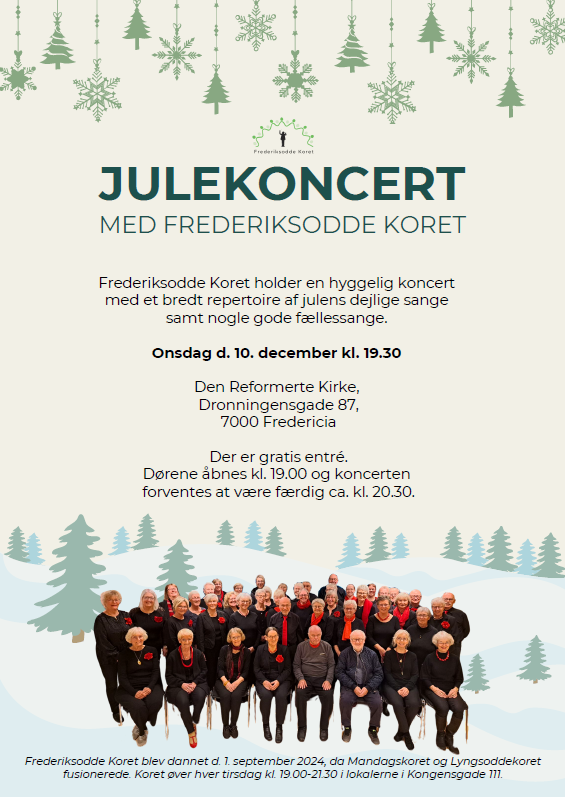 Frederiksodde Koret
JULEKONCERT
MED FREDERIKSODDE KORET
Frederiksodde Koret holder en hyggelig koncert
med et bredt repertoire af julens dejlige sange
samt nogle gode fællessange.
Onsdag d. 10. december kl. 19.30
Den Reformerte Kirke,
Dronningensgade 87,
7000 Fredericia
Der er gratis entré.
Dørene åbnes kl. 19.00 og koncerten
forventes at være færdig ca. kl. 20.30.
Frederiksodde Koret blev dannet d. 1. september 2024, da Mandagskoret og Lyngsoddekoret
fusionerede. Koret øver hver tirsdag kl. 19.00-21.30 i lokalerne i Kongensgade 111.